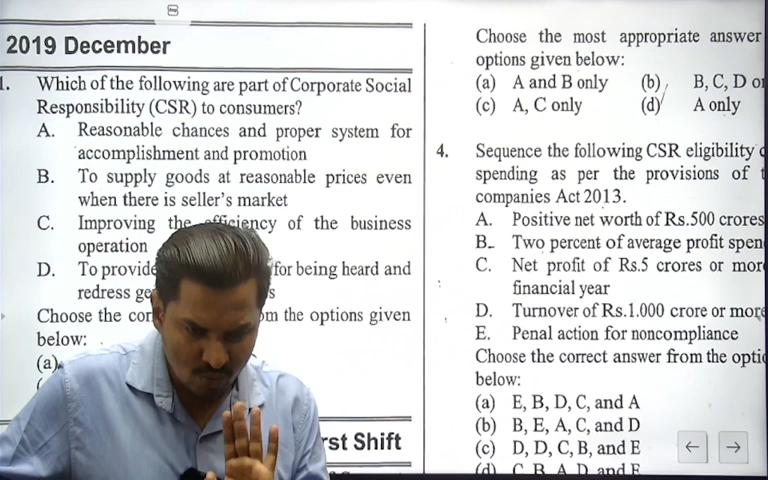 2019 December
1. Which of the following are part of Corporate Social
Responsibility (CSR) to consumers?
A. Reasonable chances and proper system for
accomplishment and promotion
B. To supply goods at reasonable prices even
when there is seller's market
C. Improving the efficiency of the business
operation
D. To provide for being heard and
redress
Choose the the options given
below:
(a)
rst Shift
Choose the most appropriate answer
options given below:
(a) A and B only (b) B, C, D
(c) A, C only (d) A only
4. Sequence the following CSR eligibility
spending as per the provisions of
companies Act 2013.
A. Positive net worth of Rs.500 crores
B. Two percent of average profit
C. Net profit of Rs.5 crores or
financial year
D. Turnover of Rs.1.000 crore or
E. Penal action for noncompliance
Choose the correct answer from the
below:
(a) E, B, D, C, and A
(b) B, E, A, C, and D
(c) D, D, C, B, and E
(d) C B A D and E